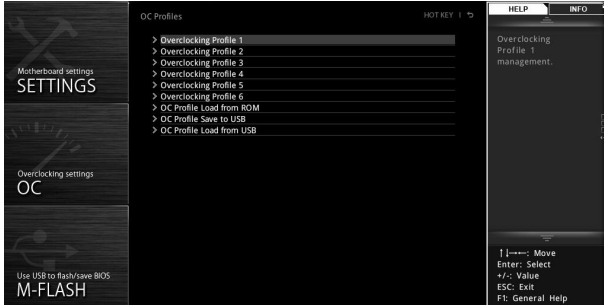 Motherboard settings
SETTINGS
Overclocking settings
OC
Use USB to flash/save BIOS
M-FLASH
OC Profiles
HOT KEY
Overclocking Profile 1
Overclocking Profile 2
Overclocking Profile 3
Overclocking Profile 4
Overclocking Profile 5
Overclocking Profile 6
OC Profile Load from ROM
OC Profile Save to USB
OC Profile Load from USB
HELP
INFO
Overclocking
Profile 1
management.
↑↓→←: Move
Enter: Select
+/-: Value
ESC: Exit
F1: General Help